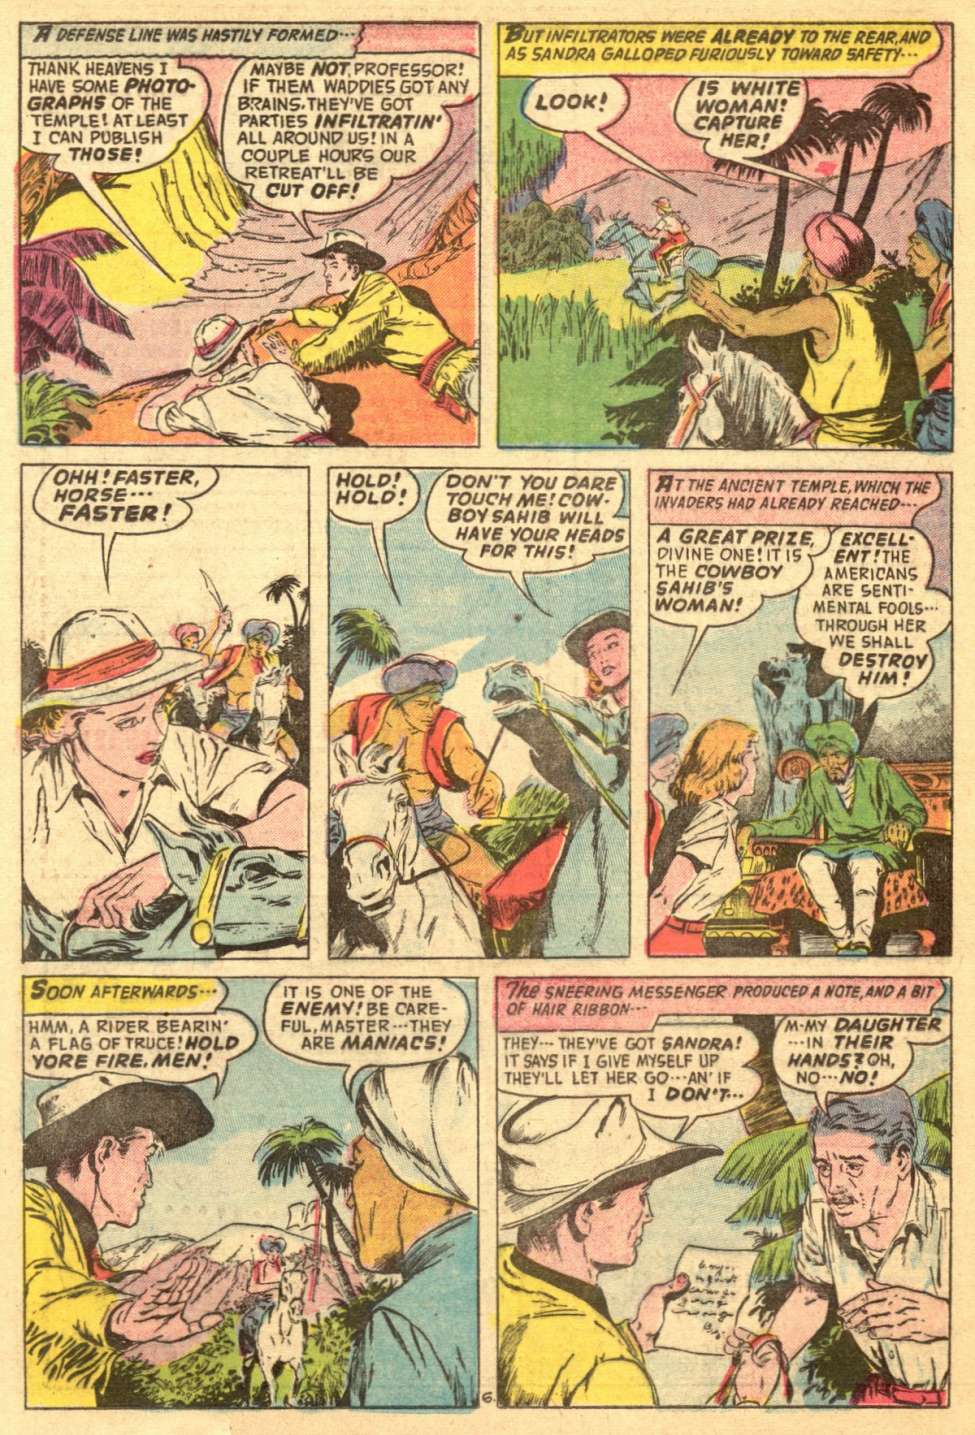 A DEFENSE LINE WAS HASTILY FORMED...
THANK HEAVENS I
HAVE SOME PHOTO-
GRAPHS OF THE
TEMPLE! AT LEAST
I CAN PUBLISH
THOSE!
MAYBE NOT, PROFESSOR!
IF THEM WADDIES GOT ANY
BRAINS, THEY'VE GOT
PARTIES INFILTRATIN'
ALL AROUND US! IN A
COUPLE HOURS OUR
RETREAT'LL BE
CUT OFF!
BUT INFILTRATORS WERE ALREADY TO THE REAR, AND
AS SANDRA GALLOPED FURIOUSLY TOWARD SAFETY...
LOOK!
IS WHITE
WOMAN!
CAPTURE
HER!
OHH! FASTER,
HORSE...
FASTER!
HOLD!
HOLD!
DON'T YOU DARE
TOUCH ME! COW-
BOY SAHIB WILL
HAVE YOUR HEADS
FOR THIS!
AT THE ANCIENT TEMPLE, WHICH THE
INVADERS HAD ALREADY REACHED...
A GREAT PRIZE,
DIVINE ONE! IT IS
THE COWBOY
SAHIB'S
WOMAN!
EXCELL-
ENT! THE
AMERICANS
ARE SENTI-
MENTAL FOOLS...
THROUGH HER
WE SHALL
DESTROY
HIM!
SOON AFTERWARDS...
HMM, A RIDER BEARIN'
A FLAG OF TRUCE! HOLD
YORE FIRE, MEN!
IT IS ONE OF THE
ENEMY! BE CARE-
FUL, MASTER...THEY
ARE MANIACS!
THE SNEERING MESSENGER PRODUCED A NOTE, AND A BIT
OF HAIR RIBBON...
THEY... THEY'VE GOT SANDRA!
IT SAYS IF I GIVE MYSELF UP
THEY'LL LET HER GO...AN' IF
I DON'T...
M-MY DAUGHTER
...IN THEIR
HANDS? OH,
NO...NO!
6.